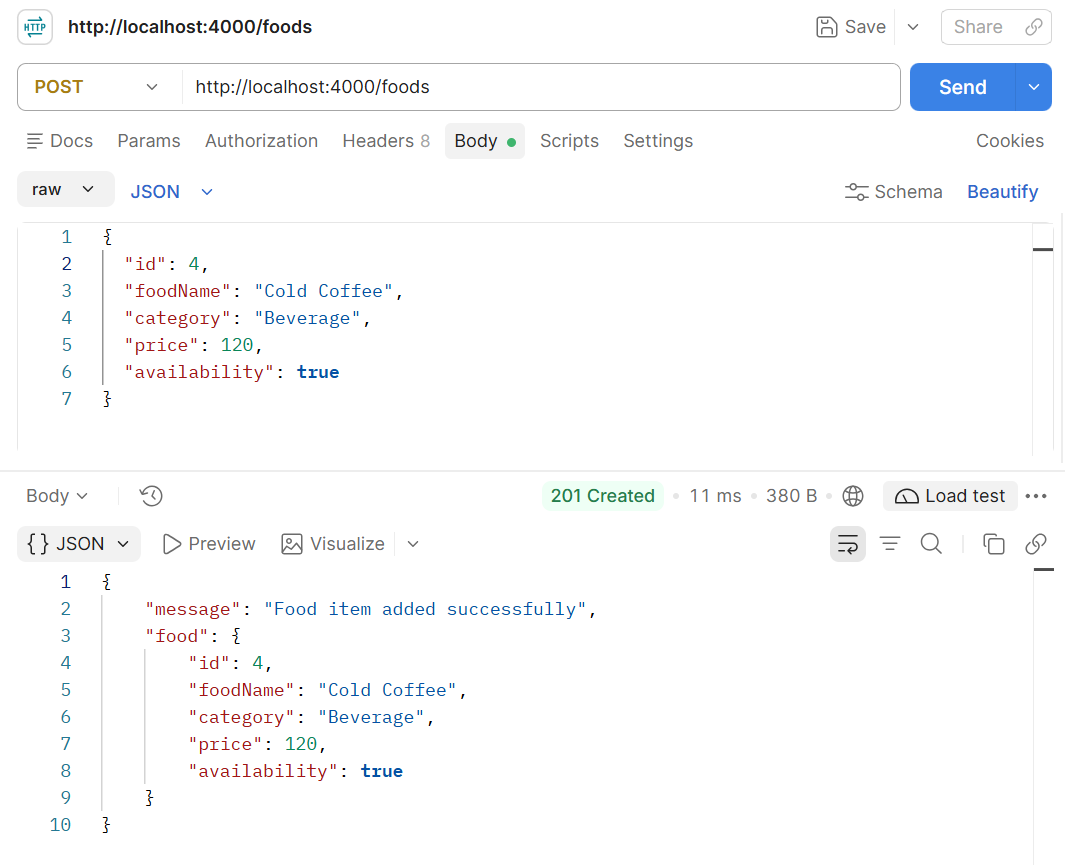 HTTP http://localhost:4000/foods Save Share
POST http://localhost:4000/foods Send
Docs Params Authorization Headers 8 Body Scripts Settings Cookies
raw JSON Schema Beautify
1 {
2 "id": 4,
3 "foodName": "Cold Coffee",
4 "category": "Beverage",
5 "price": 120,
6 "availability": true
7 }
Body 201 Created 11 ms 380 B Load test
{} JSON Preview Visualize
1 {
2 "message": "Food item added successfully",
3 "food": {
4 "id": 4,
5 "foodName": "Cold Coffee",
6 "category": "Beverage",
7 "price": 120,
8 "availability": true
9 }
10 }